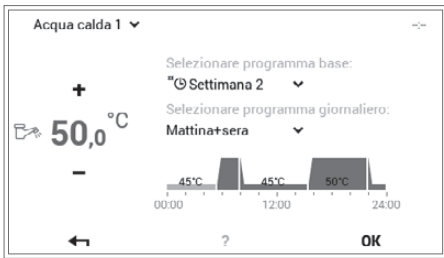 Acqua calda 1
--:--
Selezionare programma base:
"Settimana 2
Selezionare programma giornaliero:
Mattina+sera
+
50,0 °C
−
45°C 45°C 50°C
00:00 12:00 24:00
? OK